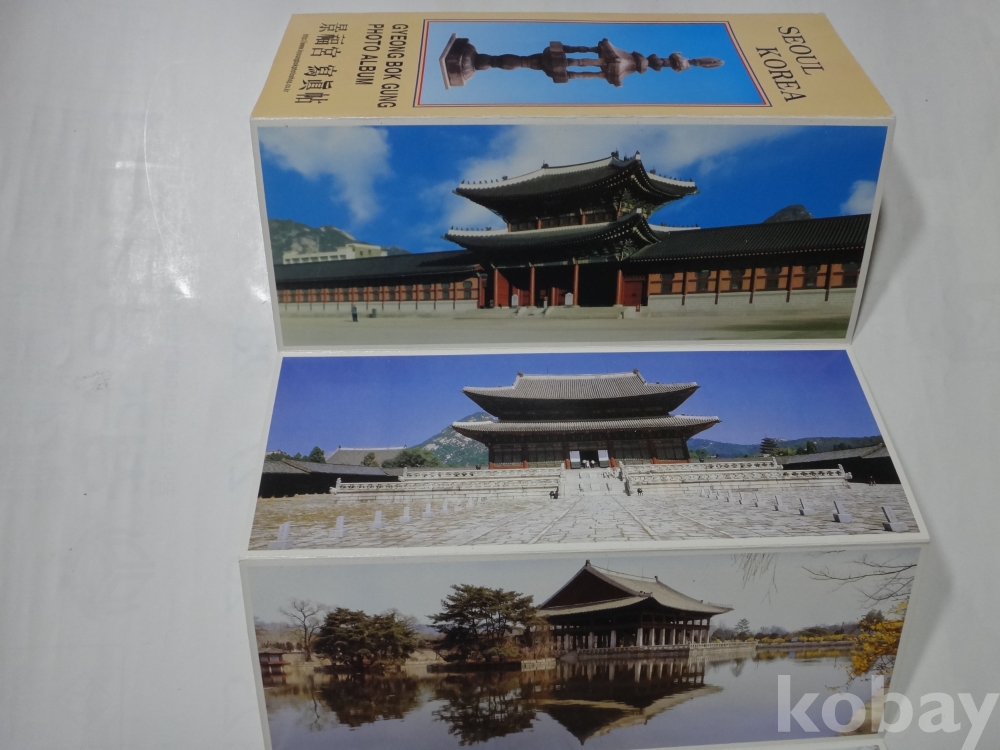 SEOUL
KOREA
GYEONG BOK GUNG
PHOTO ALBUM
景福宮 寫眞帖
kobay